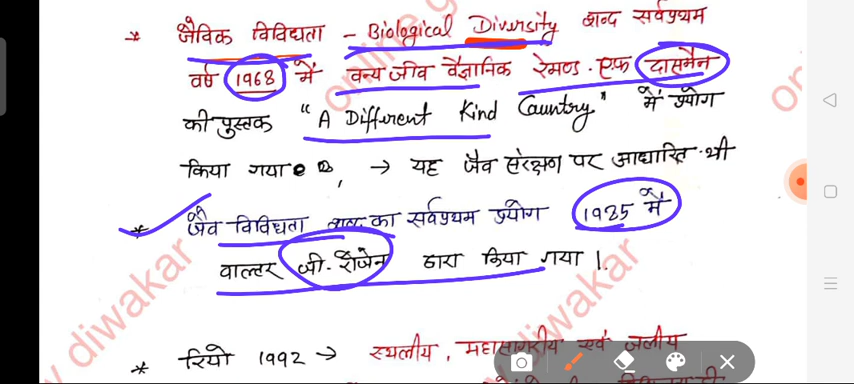 * जैविक विविधता - Biological Diversity शब्द सर्वप्रथम
वर्ष 1968 में वन्य जीव वैज्ञानिक रेमण्ड. एफ दासमैन
की पुस्तक "A Different Kind Country" में प्रयोग
किया गया → यह जैव संरक्षण पर आधारित थी
* जैव विविधता शब्द का सर्वप्रथम प्रयोग 1985 में
वाल्टर जी. रोजेन द्वारा किया गया।
* रियो 1992 → स्थलीय, महासागरीय एवं जलीय
diwakar
diwakar